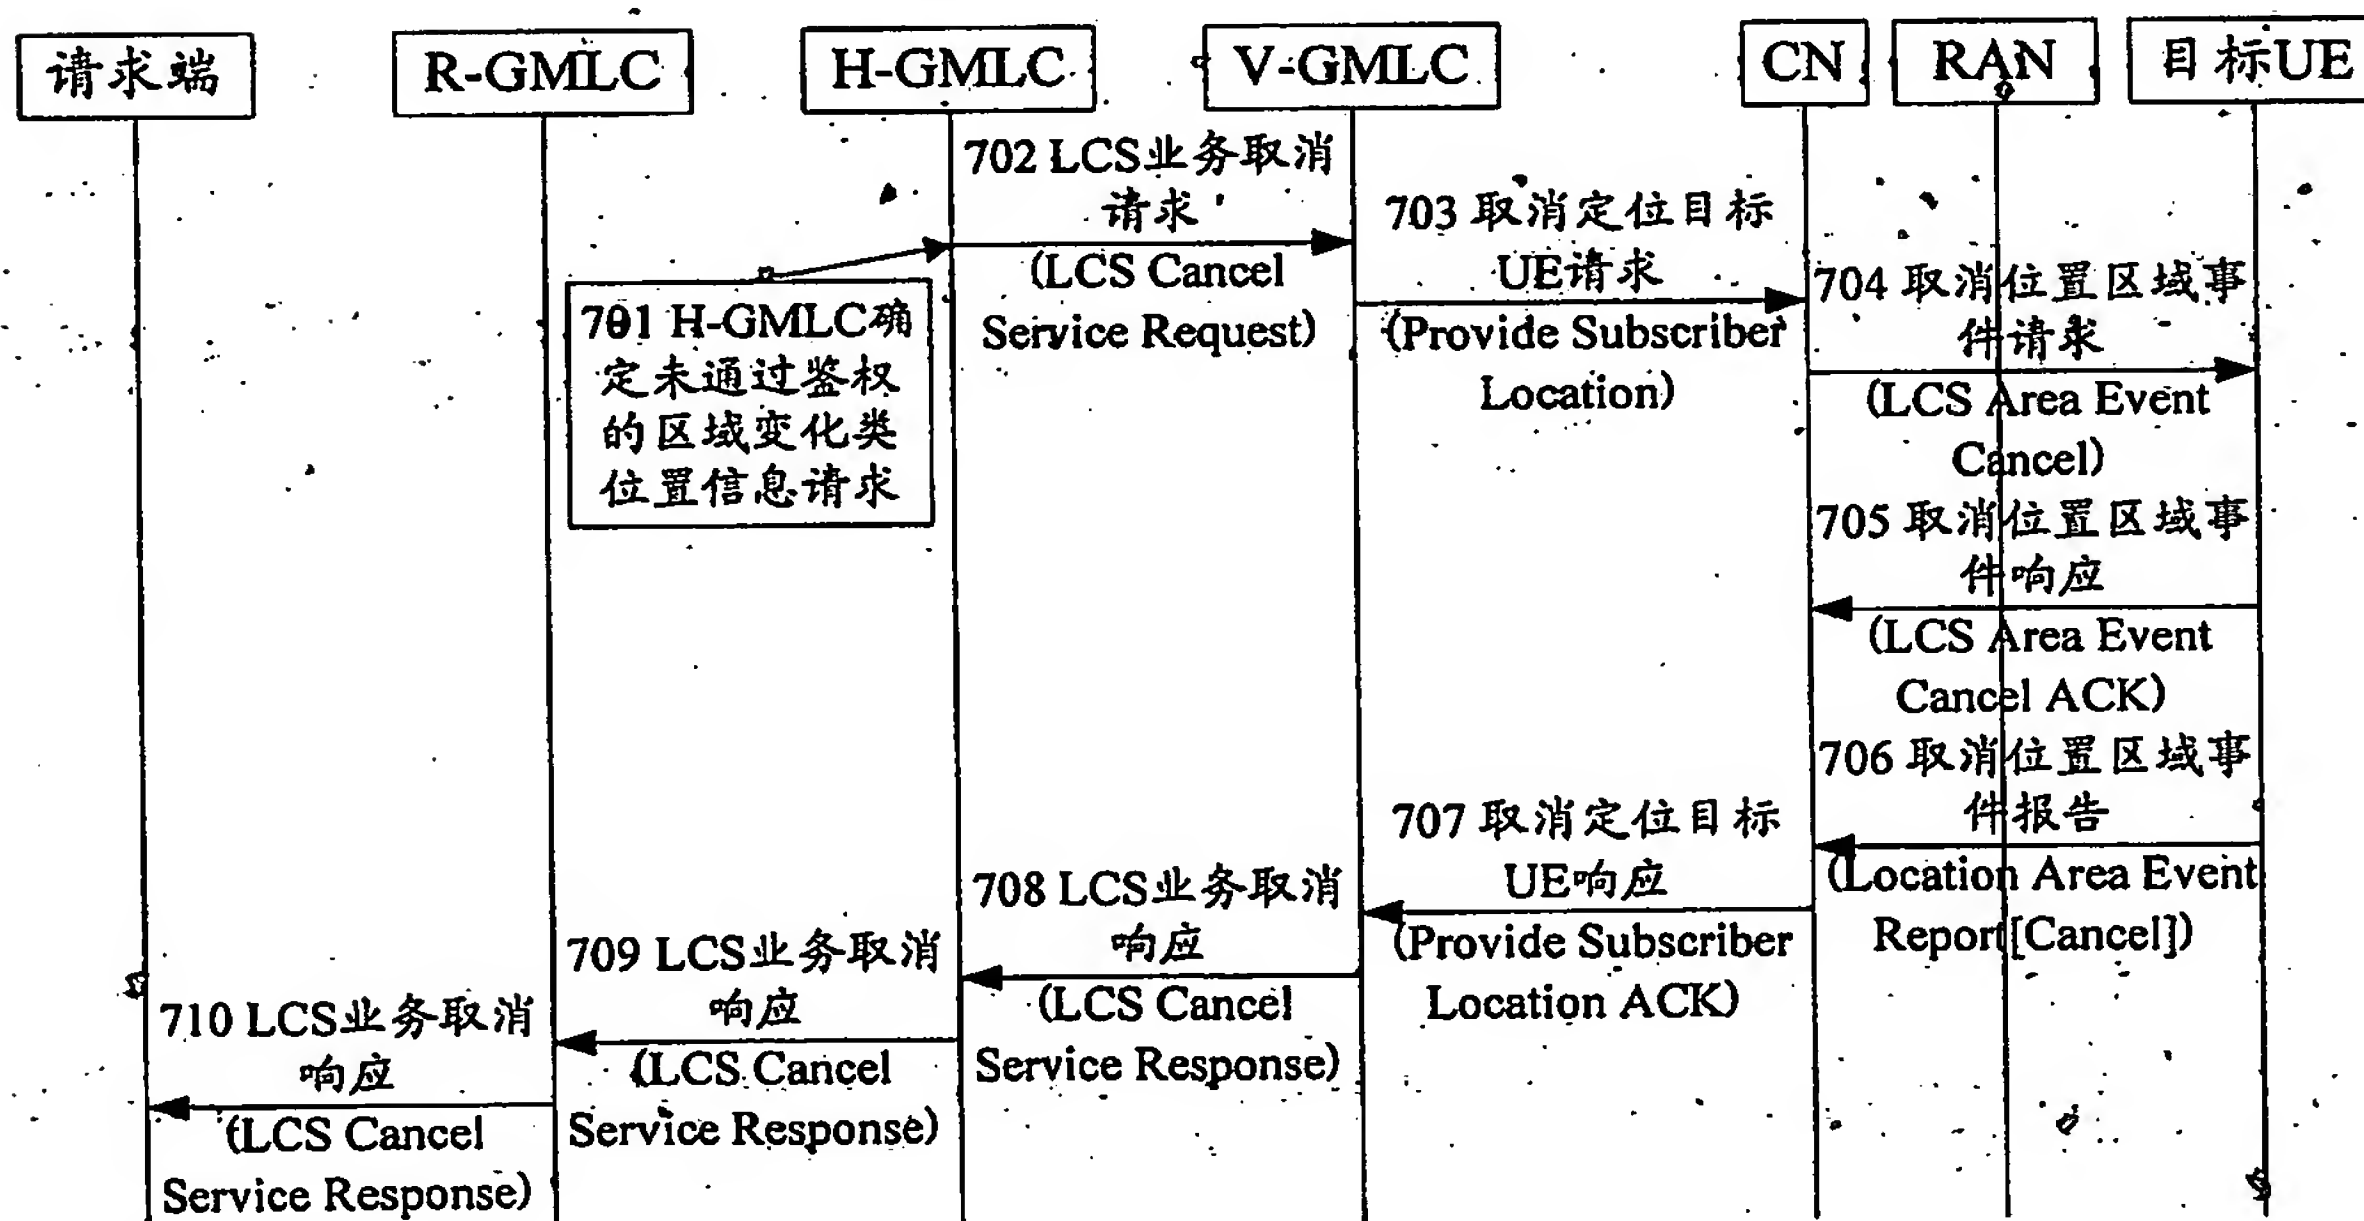 请求端
R-GMLC
H-GMLC
V-GMLC
CN
RAN
目标UE
701 H-GMLC确
定未通过鉴权
的区域变化类
位置信息请求
702 LCS业务取消
请求
(LCS Cancel
Service Request)
703 取消定位目标
UE请求
(Provide Subscriber
Location)
704 取消位置区域事
件请求
(LCS Area Event
Cancel)
705 取消位置区域事
件响应
(LCS Area Event
Cancel ACK)
706 取消位置区域事
件报告
(Location Area Event
Report[Cancel])
707 取消定位目标
UE响应
(Provide Subscriber
Location ACK)
708 LCS业务取消
响应
(LCS Cancel
Service Response)
709 LCS业务取消
响应
(LCS Cancel
Service Response)
710 LCS业务取消
响应
(LCS Cancel
Service Response)